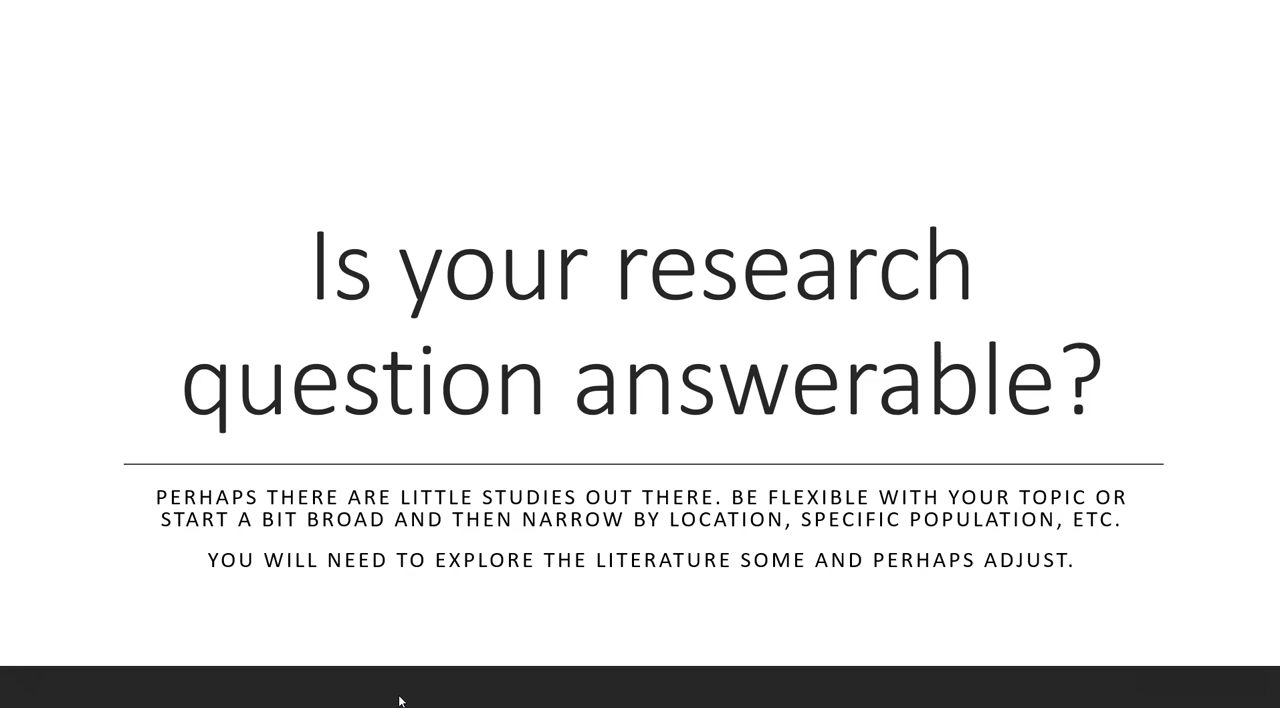 Is your research
question answerable?
PERHAPS THERE ARE LITTLE STUDIES OUT THERE. BE FLEXIBLE WITH YOUR TOPIC OR
START A BIT BROAD AND THEN NARROW BY LOCATION, SPECIFIC POPULATION, ETC.
YOU WILL NEED TO EXPLORE THE LITERATURE SOME AND PERHAPS ADJUST.